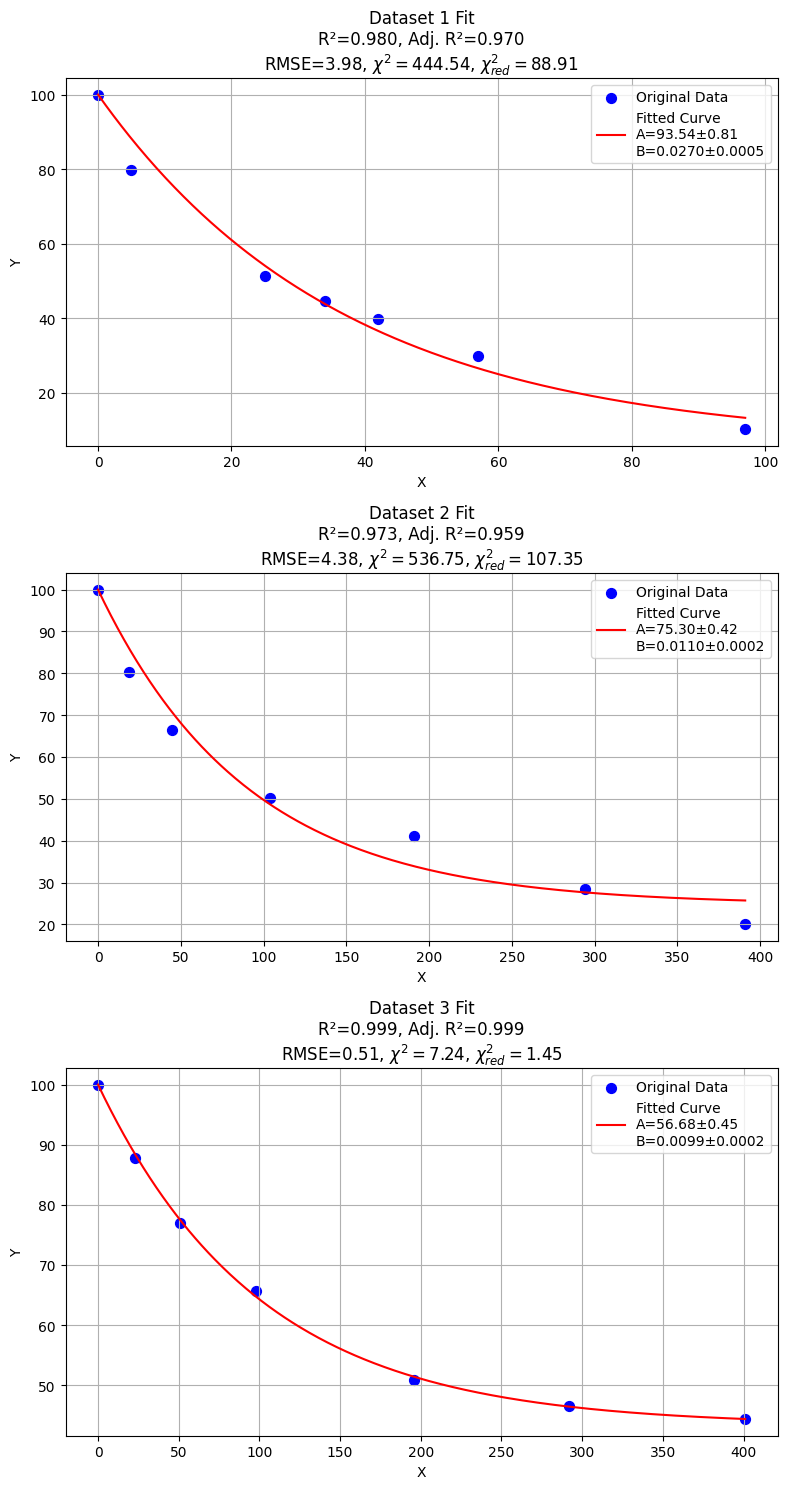 Dataset 1 Fit
R²=0.980, Adj. R²=0.970
RMSE=3.98, χ² = 444.54, χ²_red = 88.91
Original Data
Fitted Curve
A=93.54±0.81
B=0.0270±0.0005
100
80
60
40
20
Y
0 20 40 60 80 100
X
Dataset 2 Fit
R²=0.973, Adj. R²=0.959
RMSE=4.38, χ² = 536.75, χ²_red = 107.35
Original Data
Fitted Curve
A=75.30±0.42
B=0.0110±0.0002
100
90
80
70
60
50
40
30
20
Y
0 50 100 150 200 250 300 350 400
X
Dataset 3 Fit
R²=0.999, Adj. R²=0.999
RMSE=0.51, χ² = 7.24, χ²_red = 1.45
Original Data
Fitted Curve
A=56.68±0.45
B=0.0099±0.0002
100
90
80
70
60
50
Y
0 50 100 150 200 250 300 350 400
X